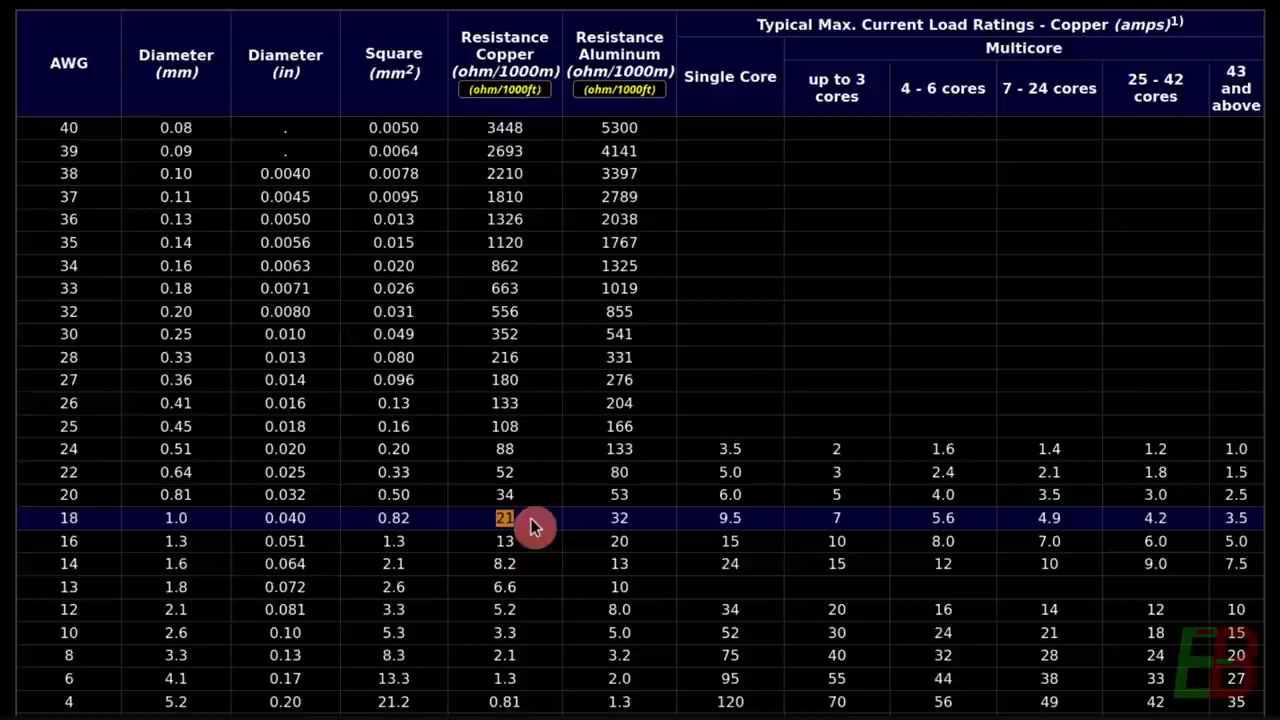 Typical Max. Current Load Ratings - Copper (amps)1)
AWG Diameter (mm) Diameter (in) Square (mm2) Resistance Copper (ohm/1000m) (ohm/1000ft) Resistance Aluminum (ohm/1000m) (ohm/1000ft) Single Core Multicore
up to 3 cores 4 - 6 cores 7 - 24 cores 25 - 42 cores 43 and above
40 0.08 . 0.0050 3448 5300
39 0.09 . 0.0064 2693 4141
38 0.10 0.0040 0.0078 2210 3397
37 0.11 0.0045 0.0095 1810 2789
36 0.13 0.0050 0.013 1326 2038
35 0.14 0.0056 0.015 1120 1767
34 0.16 0.0063 0.020 862 1325
33 0.18 0.0071 0.026 663 1019
32 0.20 0.0080 0.031 556 855
30 0.25 0.010 0.049 352 541
28 0.33 0.013 0.080 216 331
27 0.36 0.014 0.096 180 276
26 0.41 0.016 0.13 133 204
25 0.45 0.018 0.16 108 166
24 0.51 0.020 0.20 88 133 3.5 2 1.6 1.4 1.2 1.0
22 0.64 0.025 0.33 52 80 5.0 3 2.4 2.1 1.8 1.5
20 0.81 0.032 0.50 34 53 6.0 5 4.0 3.5 3.0 2.5
18 1.0 0.040 0.82 21 32 9.5 7 5.6 4.9 4.2 3.5
16 1.3 0.051 1.3 13 20 15 10 8.0 7.0 6.0 5.0
14 1.6 0.064 2.1 8.2 13 24 15 12 10 9.0 7.5
13 1.8 0.072 2.6 6.6 10
12 2.1 0.081 3.3 5.2 8.0 34 20 16 14 12 10
10 2.6 0.10 5.3 3.3 5.0 52 30 24 21 18 15
8 3.3 0.13 8.3 2.1 3.2 75 40 32 28 24 20
6 4.1 0.17 13.3 1.3 2.0 95 55 44 38 33 27
4 5.2 0.20 21.2 0.81 1.3 120 70 56 49 42 35
EB